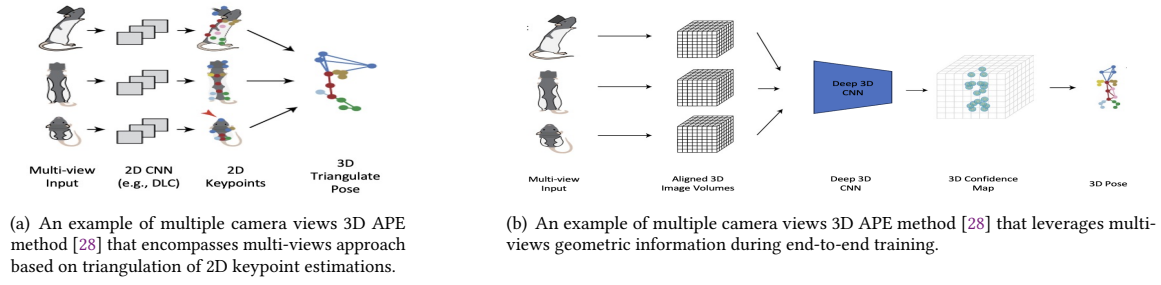 Multi-view
Input
2D CNN
(e.g., DLC)
2D
Keypoints
3D
Triangulate
Pose
(a) An example of multiple camera views 3D APE
method [28] that encompasses multi-views approach
based on triangulation of 2D keypoint estimations.
:
Deep 3D
CNN
Multi-view
Input
Aligned 3D
Image Volumes
Deep 3D
CNN
3D Confidence
Map
3D Pose
(b) An example of multiple camera views 3D APE method [28] that leverages multi-
views geometric information during end-to-end training.